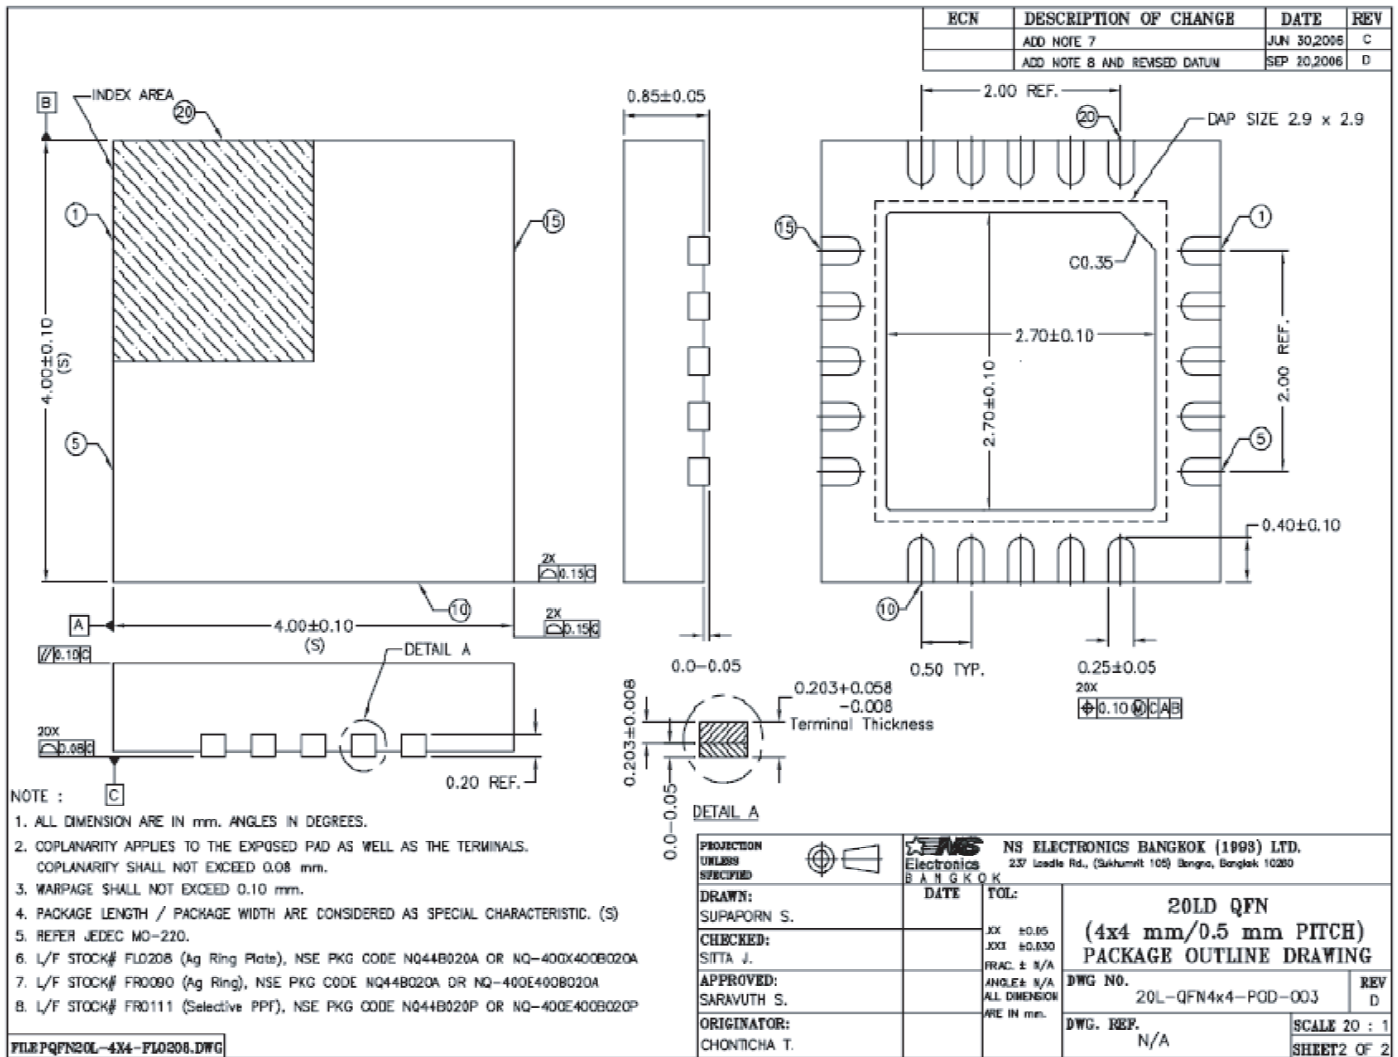 ECN DESCRIPTION OF CHANGE DATE REV
ADD NOTE 7 JUN 30,2006 C
ADD NOTE 8 AND REVISED DATUM SEP 20,2006 D
B
INDEX AREA
20
1
5
15
10
4.00±0.10
(S)
2X
0.15 C
A
4.00±0.10
(S)
2X
0.15 C
0.85±0.05
0.0-0.05
2.00 REF.
20
DAP SIZE 2.9 x 2.9
15
1
C0.35
2.70±0.10
2.70±0.10
2.00 REF.
5
0.40±0.10
10
0.50 TYP.
0.25±0.05
20X
0.10 M C A B
// 0.10 C
DETAIL A
20X
0.08 C
0.20 REF.
C
0.203±0.008
0.203+0.058
-0.008
Terminal Thickness
0.0-0.05
DETAIL A
NOTE :
1. ALL DIMENSION ARE IN mm. ANGLES IN DEGREES.
2. COPLANARITY APPLIES TO THE EXPOSED PAD AS WELL AS THE TERMINALS.
COPLANARITY SHALL NOT EXCEED 0.08 mm.
3. WARPAGE SHALL NOT EXCEED 0.10 mm.
4. PACKAGE LENGTH / PACKAGE WIDTH ARE CONSIDERED AS SPECIAL CHARACTERISTIC. (S)
5. REFER JEDEC MO-220.
6. L/F STOCK# FL0208 (Ag Ring Plate), NSE PKG CODE NQ44B020A OR NQ-400X400B020A
7. L/F STOCK# FR0090 (Ag Ring), NSE PKG CODE NQ44B020A OR NQ-400E400B020A
8. L/F STOCK# FR0111 (Selective PPF), NSE PKG CODE NQ44B020P OR NQ-400E400B020P
FILE PQFN20L-4X4-FL0208.DWG
PROJECTION
UNLESS
SPECIFIED
NS
Electronics
BANGKOK
NS ELECTRONICS BANGKOK (1993) LTD.
237 Lasalle Rd., (Sukhumvit 105) Bangna, Bangkok 10260
DRAWN:
SUPAPORN S.
DATE
CHECKED:
SITTA J.
APPROVED:
SARAVUTH S.
ORIGINATOR:
CHONTICHA T.
TOL:
.XX ±0.05
.XXX ±0.030
FRAC. ± N/A
ANGLE± N/A
ALL DIMENSION
ARE IN mm.
20LD QFN
(4x4 mm/0.5 mm PITCH)
PACKAGE OUTLINE DRAWING
DWG NO.
20L-QFN4x4-POD-003
REV
D
DWG. REF.
N/A
SCALE 20 : 1
SHEET2 OF 2